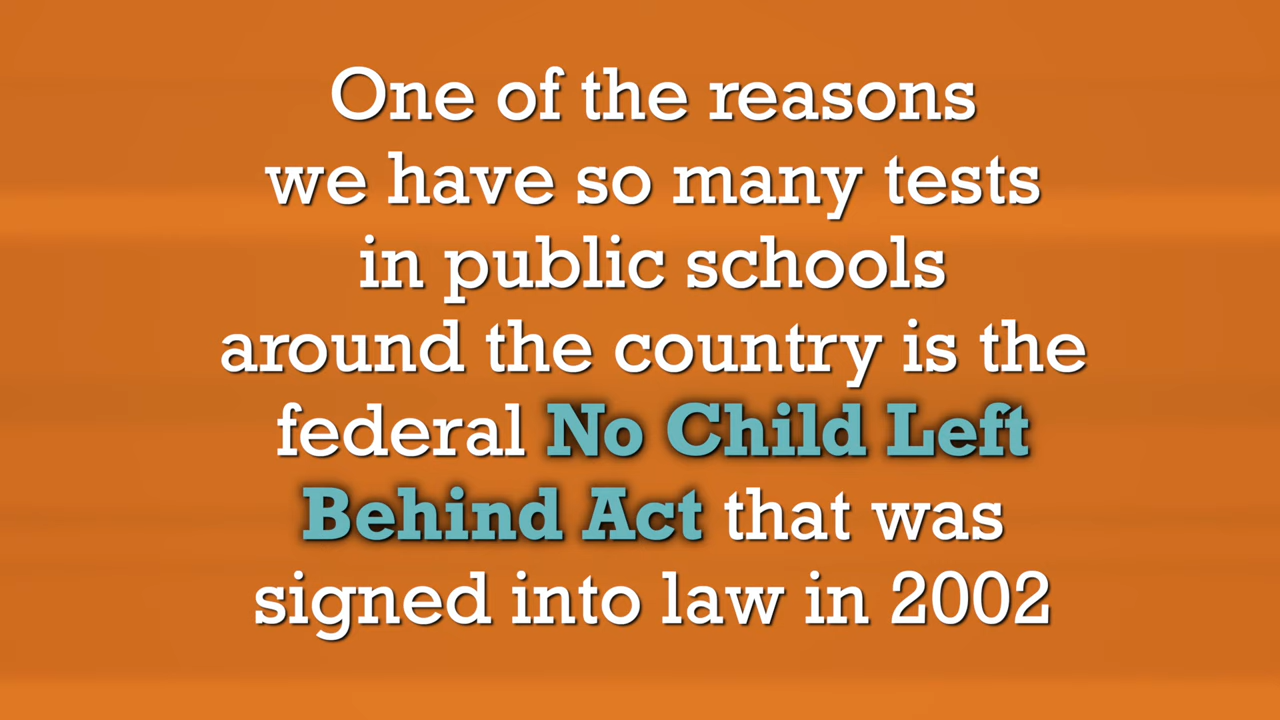 One of the reasons
we have so many tests
in public schools
around the country is the
federal No Child Left
Behind Act that was
signed into law in 2002